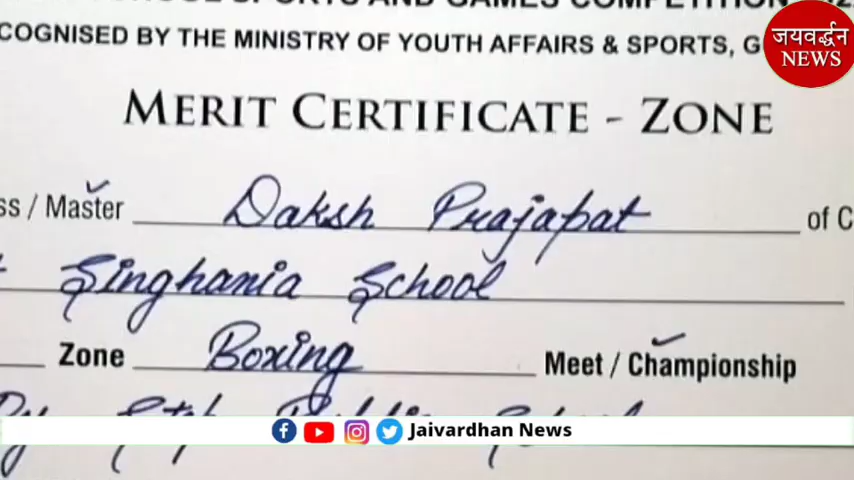 COGNISED BY THE MINISTRY OF YOUTH AFFAIRS & SPORTS, G
जयवर्द्धन
NEWS
MERIT CERTIFICATE - ZONE
ss / Master Daksh Prajapat of C
Singhania School
Zone Boxing Meet / Championship
Jaivardhan News